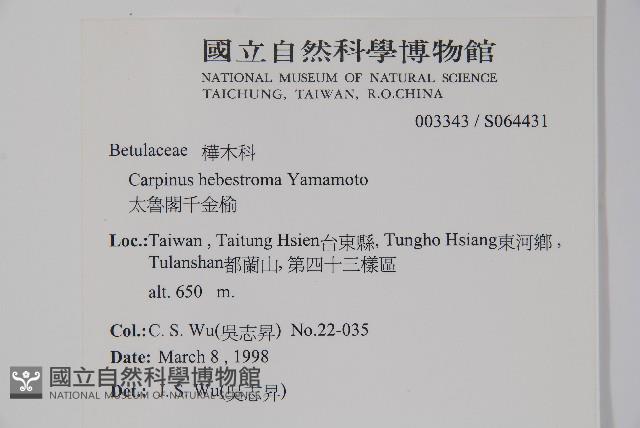 國立自然科學博物館
NATIONAL MUSEUM OF NATURAL SCIENCE
TAICHUNG, TAIWAN, R.O.CHINA
003343 / S064431
Betulaceae 樺木科
Carpinus hebestroma Yamamoto
太魯閣千金榆
Loc.:Taiwan , Taitung Hsien台東縣, Tungho Hsiang東河鄉 ,
Tulanshan都蘭山, 第四十三樣區
alt. 650 m.
Col.:C. S. Wu(吳志昇) No.22-035
Date: March 8 , 1998
國立自然科學博物館
NATIONAL MUSEUM OF NATURAL SCIENCE
Det.: S. Wu(吳志昇)